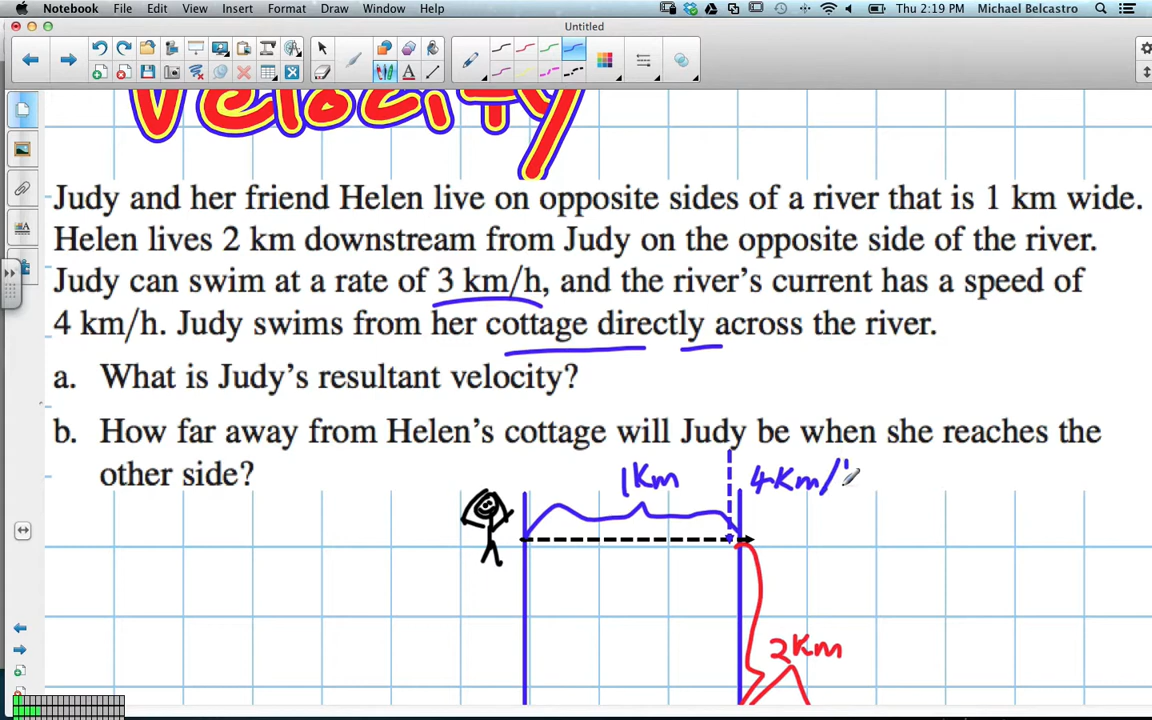 Notebook File Edit View Insert Format Draw Window Help Thu 2:19 PM Michael Belcastro
Untitled
Velocity
Judy and her friend Helen live on opposite sides of a river that is 1 km wide.
Helen lives 2 km downstream from Judy on the opposite side of the river.
Judy can swim at a rate of 3 km/h, and the river’s current has a speed of
4 km/h. Judy swims from her cottage directly across the river.
a. What is Judy’s resultant velocity?
b. How far away from Helen’s cottage will Judy be when she reaches the
other side?
1Km 4Km/
2Km